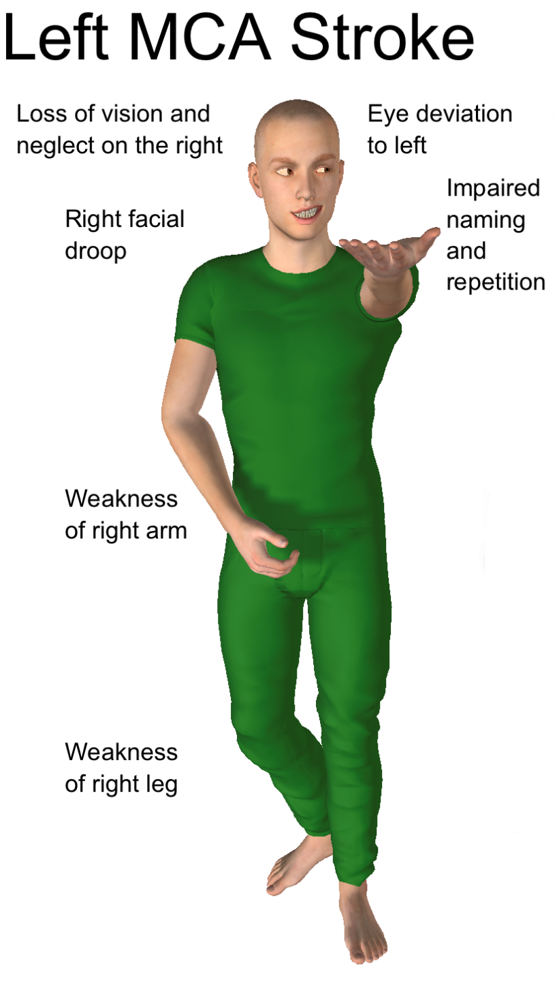 Left MCA Stroke
Loss of vision and
neglect on the right
Eye deviation
to left
Impaired
naming
and
repetition
Right facial
droop
Weakness
of right arm
Weakness
of right leg